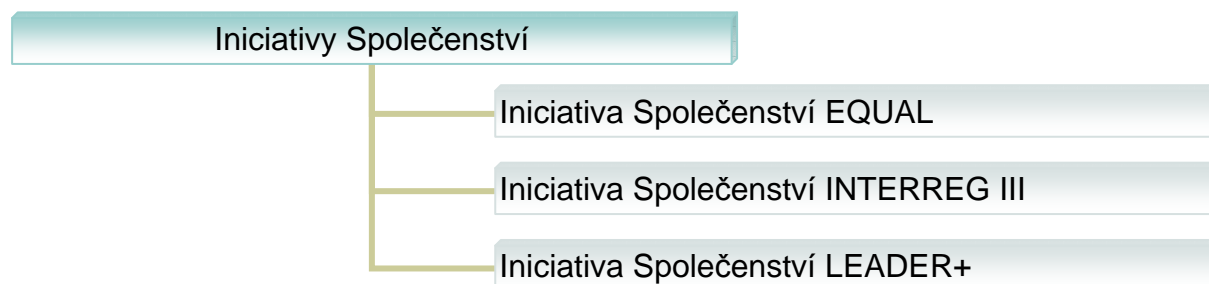 Iniciativy Společenství
Iniciativa Společenství EQUAL
Iniciativa Společenství INTERREG III
Iniciativa Společenství LEADER+